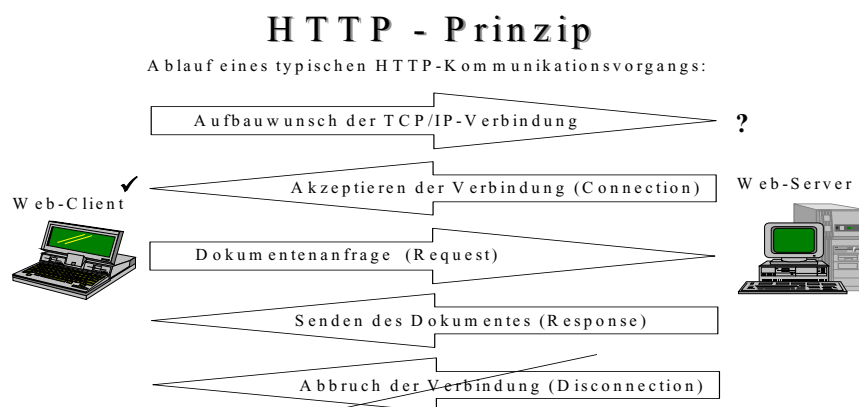 HTTP - Prinzip
Ablauf eines typischen HTTP-Kommunikationsvorgangs:
Aufbauwunsch der TCP/IP-Verbindung
?
Akzeptieren der Verbindung (Connection)
Web-Server
Web-Client
Dokumentenanfrage (Request)
Senden des Dokumentes (Response)
Abbruch der Verbindung (Disconnection)